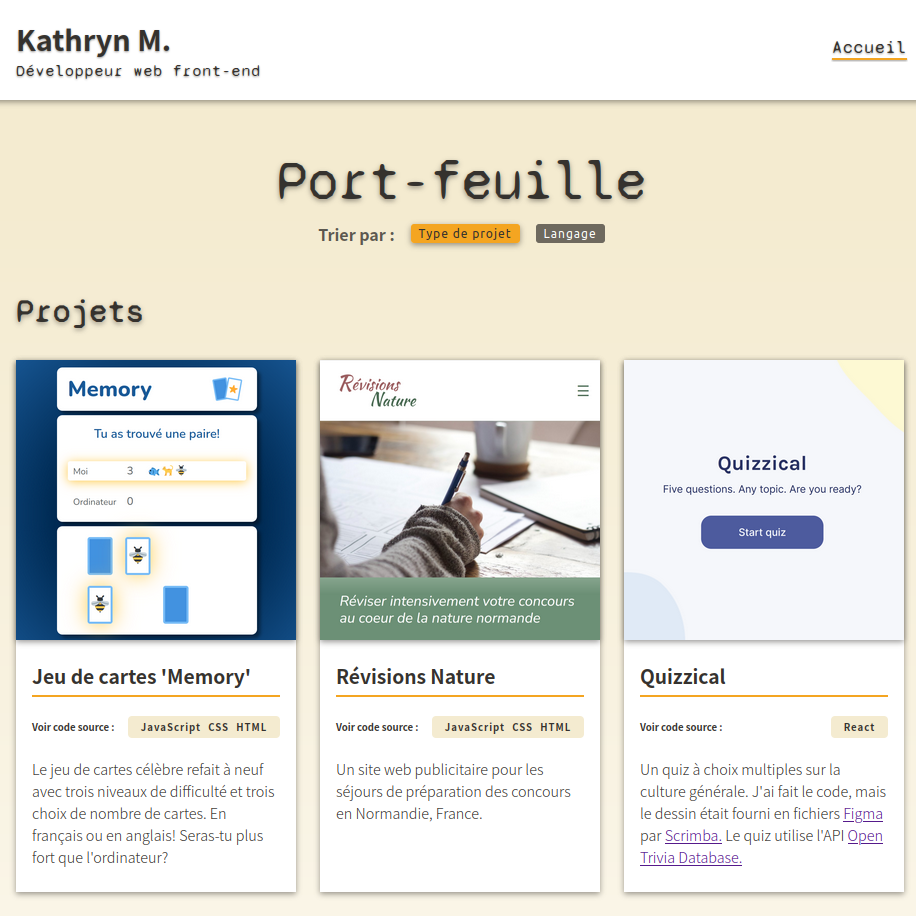 Kathryn M.
Développeur web front-end
Accueil
Port-feuille
Trier par :
Type de projet
Langage
Projets
Memory
Tu as trouvé une paire!
Moi 3
Ordinateur 0
Révisions
Nature
Réviser intensivement votre concours
au coeur de la nature normande
Quizzical
Five questions. Any topic. Are you ready?
Start quiz
Jeu de cartes 'Memory'
Voir code source :
JavaScript CSS HTML
Le jeu de cartes célèbre refait à neuf
avec trois niveaux de difficulté et trois
choix de nombre de cartes. En
français ou en anglais! Seras-tu plus
fort que l'ordinateur?
Révisions Nature
Voir code source :
JavaScript CSS HTML
Un site web publicitaire pour les
séjours de préparation des concours
en Normandie, France.
Quizzical
Voir code source :
React
Un quiz à choix multiples sur la
culture générale. J'ai fait le code, mais
le dessin était fourni en fichiers Figma
par Scrimba. Le quiz utilise l'API Open
Trivia Database.